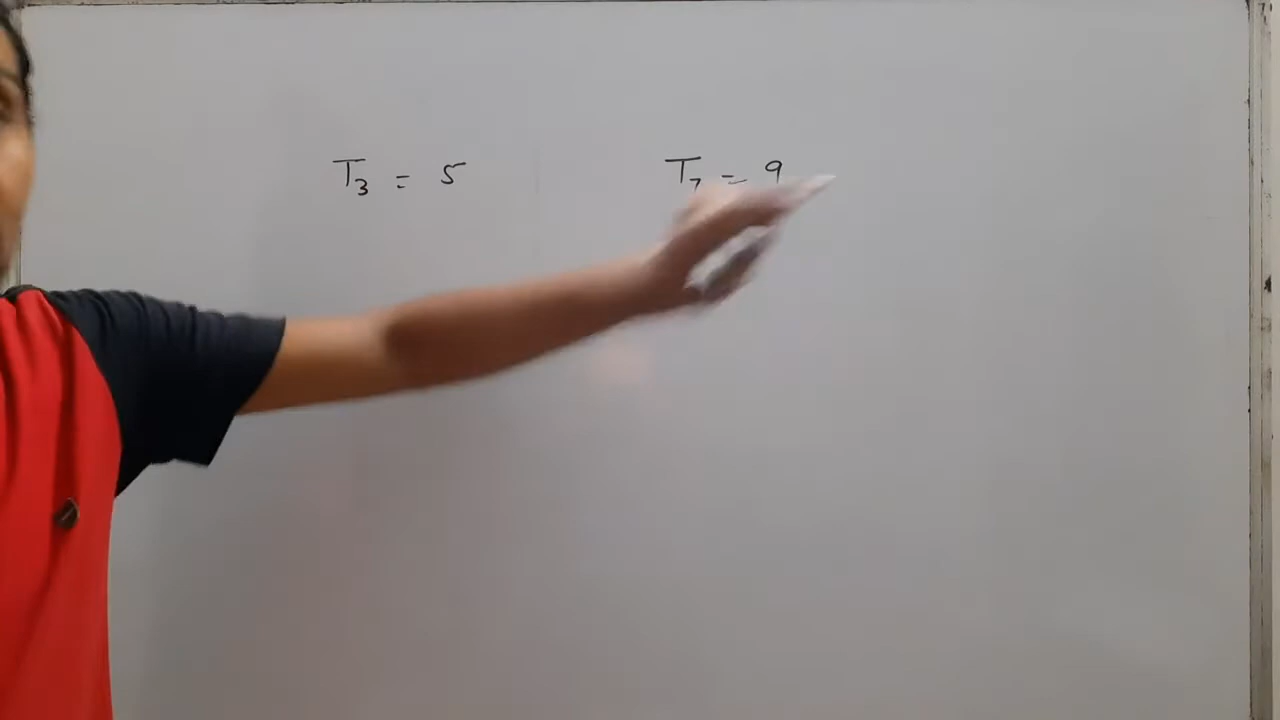 T₃ = 5 T₇ = 9